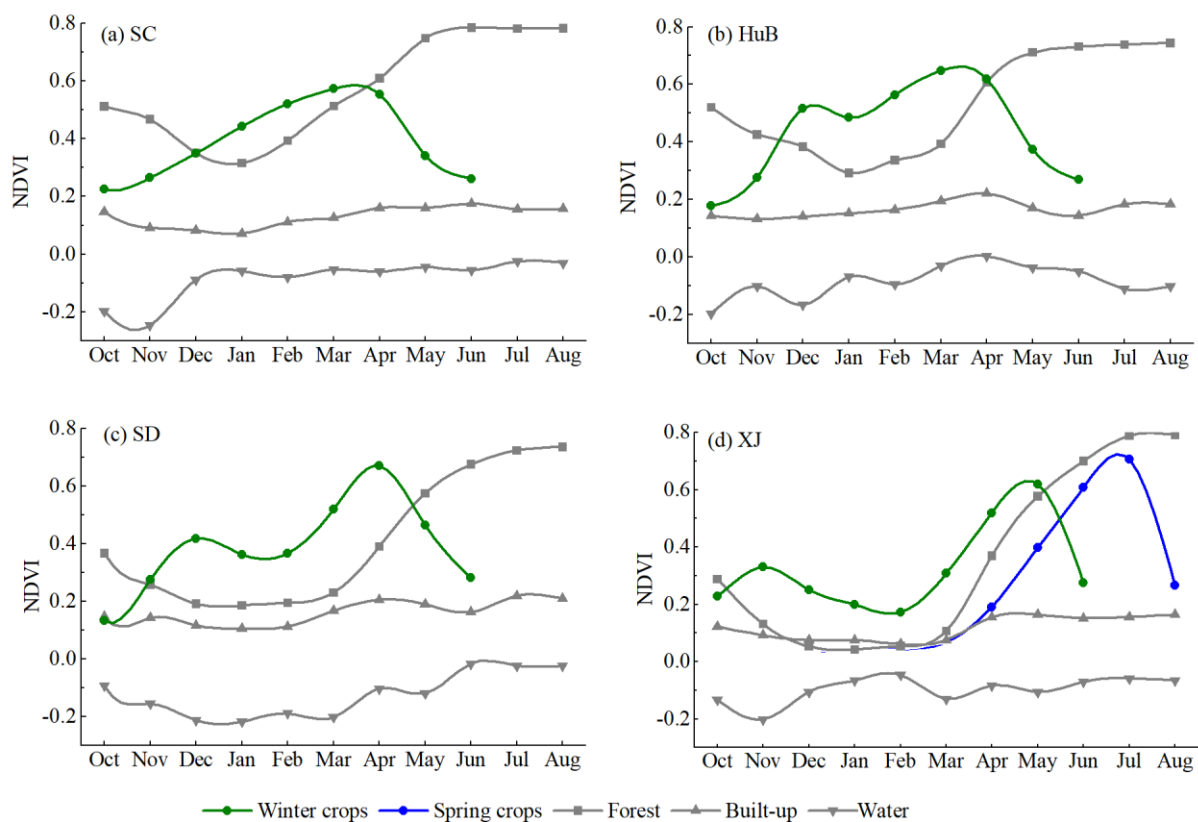 (a) SC
NDVI
0.8
0.6
0.4
0.2
0.0
-0.2
Oct Nov Dec Jan Feb Mar Apr May Jun Jul Aug
(b) HuB
NDVI
0.8
0.6
0.4
0.2
0.0
-0.2
Oct Nov Dec Jan Feb Mar Apr May Jun Jul Aug
(c) SD
NDVI
0.8
0.6
0.4
0.2
0.0
-0.2
Oct Nov Dec Jan Feb Mar Apr May Jun Jul Aug
(d) XJ
NDVI
0.8
0.6
0.4
0.2
0.0
-0.2
Oct Nov Dec Jan Feb Mar Apr May Jun Jul Aug
Winter crops Spring crops Forest Built-up Water